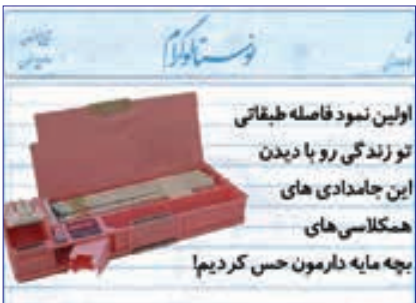 نوستالوگرام
اولین نمود فاصله طبقاتی
تو زندگی رو با دیدن
این جامدادی های
همکلاسی‌های
بچه مایه دارمون حس کردیم!